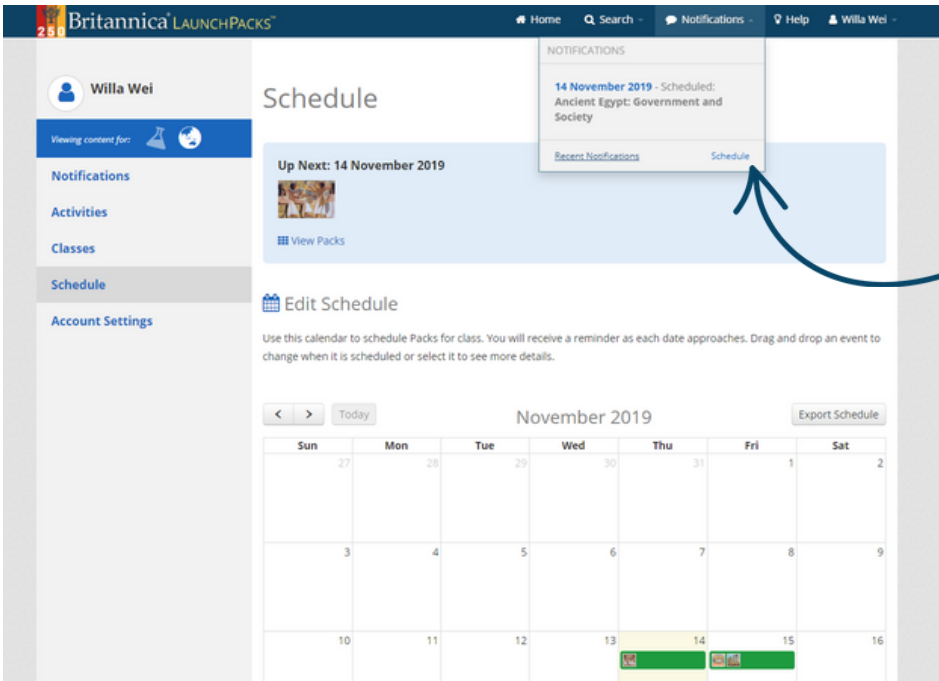 250
Britannica® LAUNCHPACKS™
Home Search Notifications Help Willa Wei
NOTIFICATIONS
14 November 2019 - Scheduled:
Ancient Egypt: Government and
Society
Recent Notifications Schedule
Willa Wei
Viewing content for:
Notifications
Activities
Classes
Schedule
Account Settings
Schedule
Up Next: 14 November 2019
View Packs
Edit Schedule
Use this calendar to schedule Packs for class. You will receive a reminder as each date approaches. Drag and drop an event to
change when it is scheduled or select it to see more details.
< > Today November 2019 Export Schedule
Sun Mon Tue Wed Thu Fri Sat
27 28 29 30 31 1 2
3 4 5 6 7 8 9
10 11 12 13 14 15 16